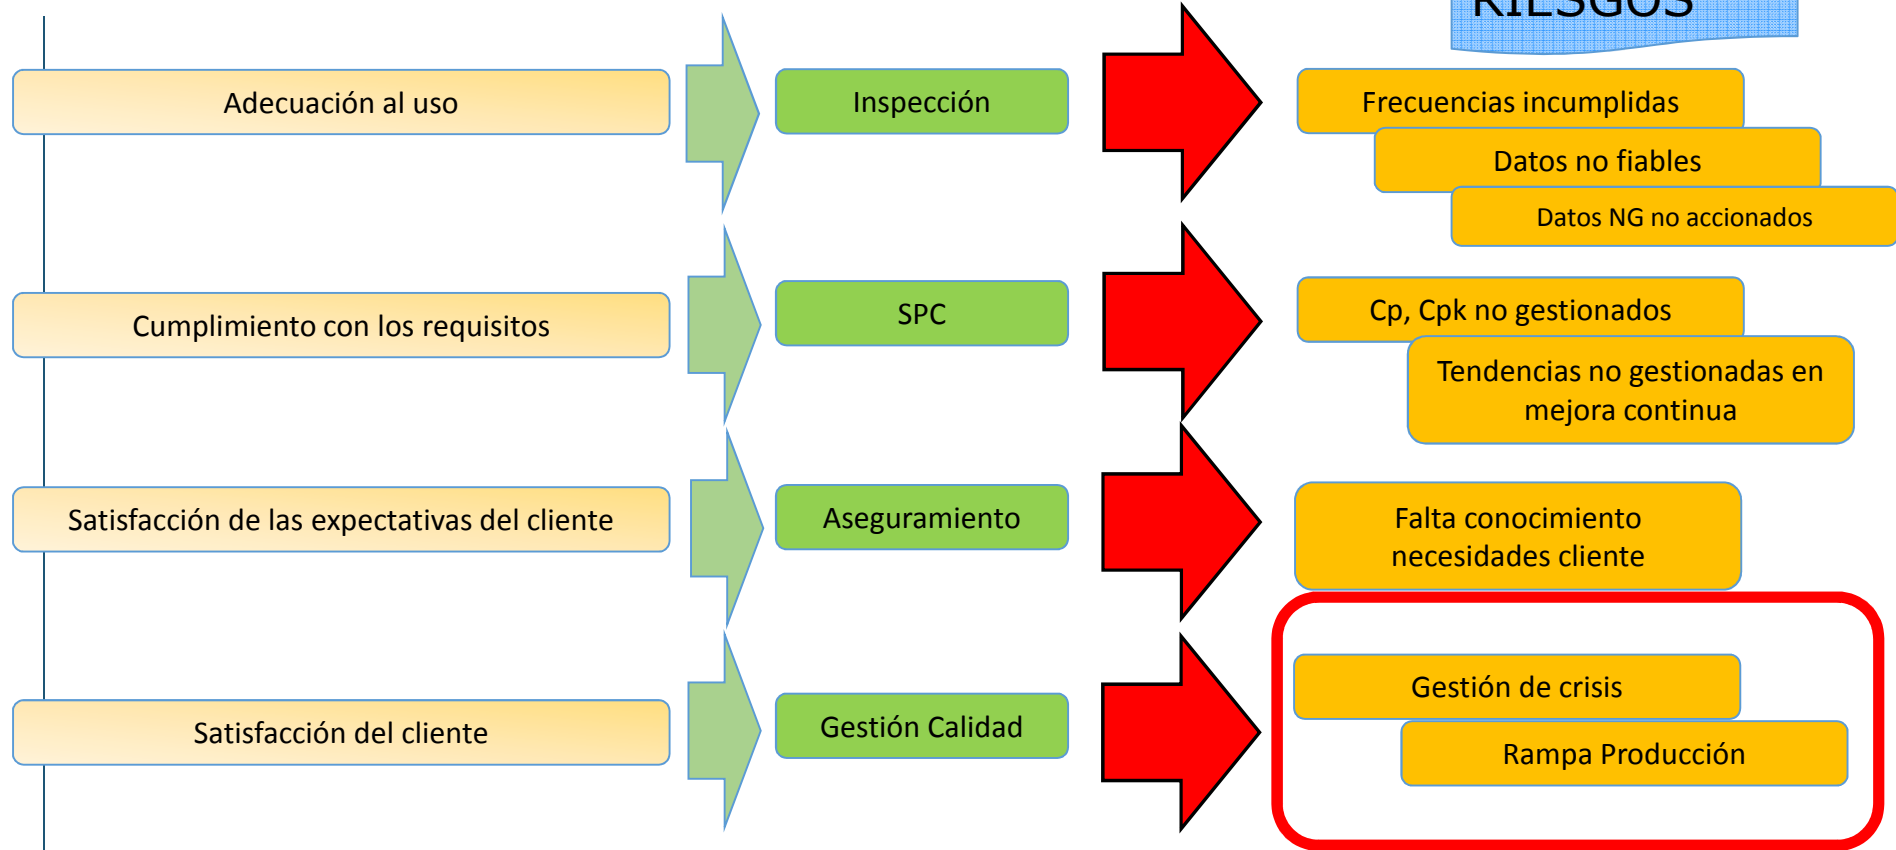 RIESGOS
Adecuación al uso
Inspección
Frecuencias incumplidas
Datos no fiables
Datos NG no accionados
Cumplimiento con los requisitos
SPC
Cp, Cpk no gestionados
Tendencias no gestionadas en
mejora continua
Satisfacción de las expectativas del cliente
Aseguramiento
Falta conocimiento
necesidades cliente
Satisfacción del cliente
Gestión Calidad
Gestión de crisis
Rampa Producción